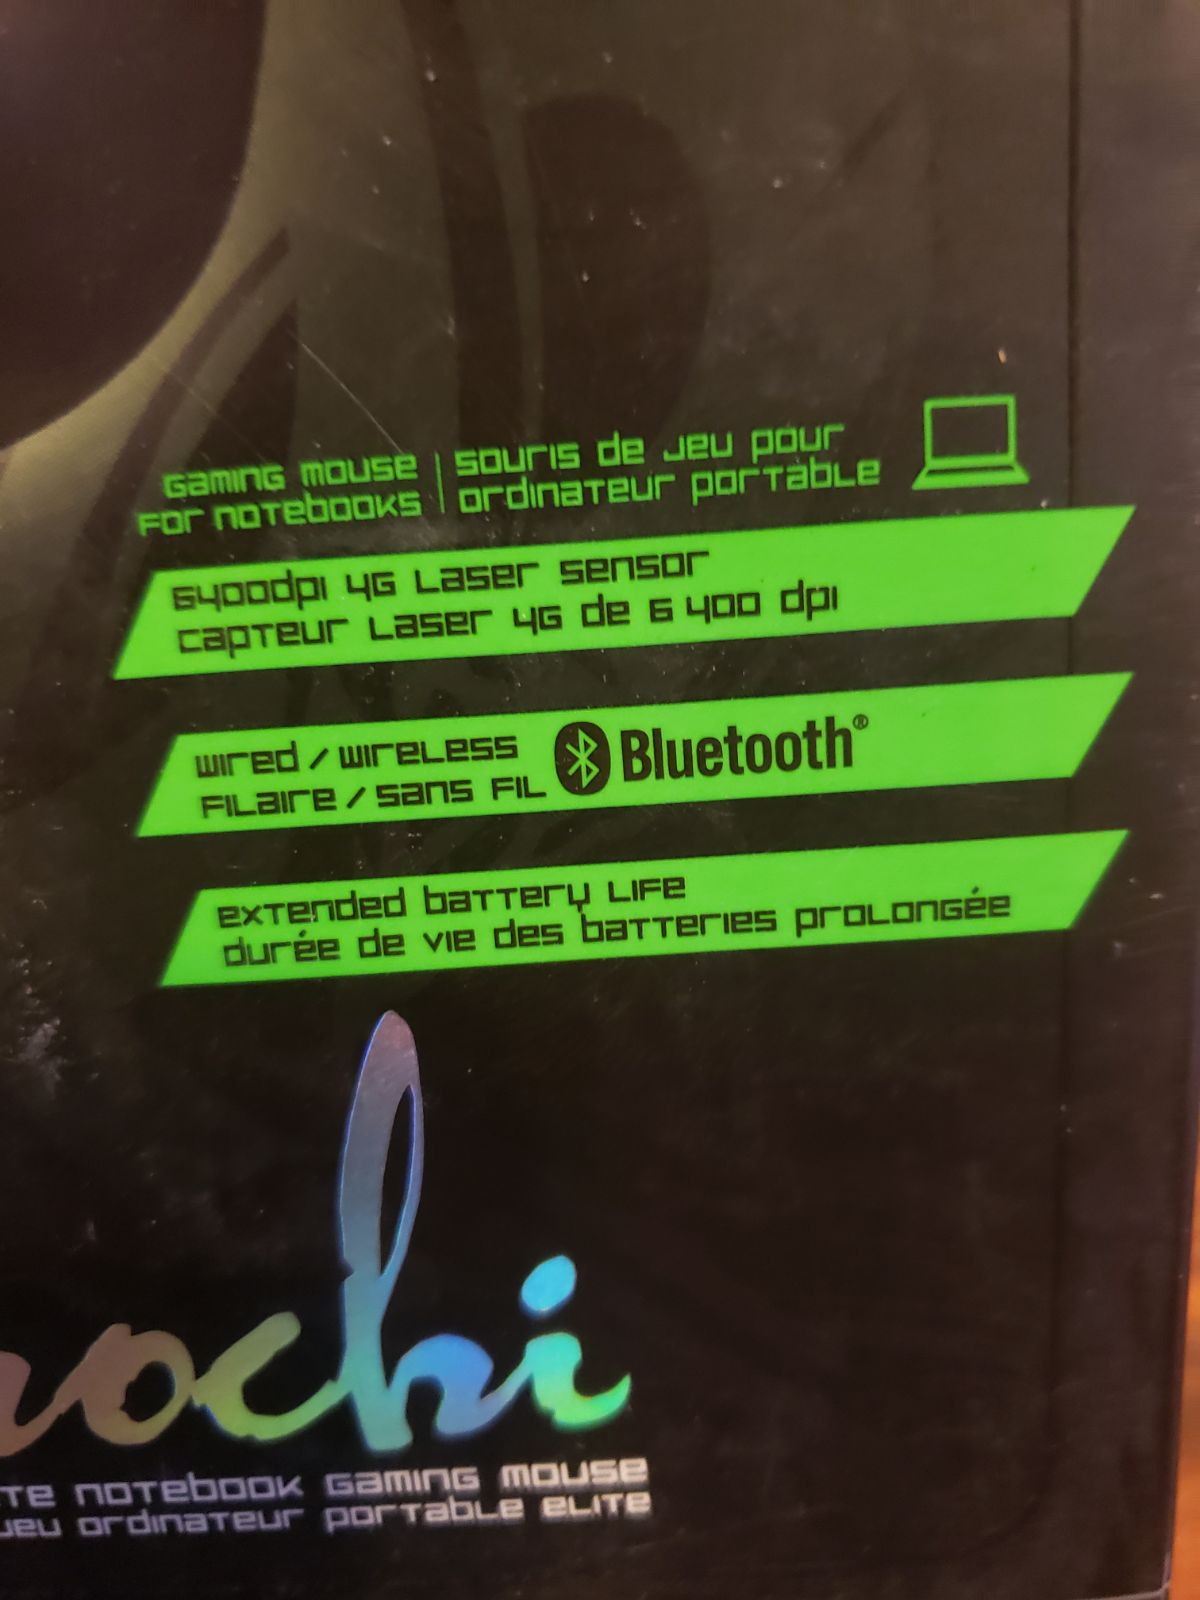 Gaming mouse
for notebooks
souris de jeu pour
ordinateur portable
6400dpi 4G Laser sensor
capteur Laser 4G de 6 400 dpi
wired / wireless
filaire / sans fil
Bluetooth®
extended battery life
durée de vie des batteries prolongée
ochi
notebook gaming mouse
jeu ordinateur portable elite